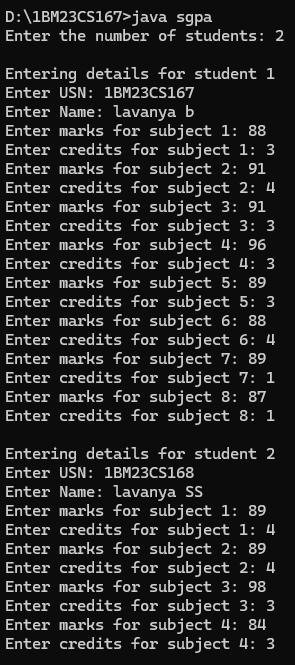 D:\1BM23CS167>java sgpa
Enter the number of students: 2

Entering details for student 1
Enter USN: 1BM23CS167
Enter Name: lavanya b
Enter marks for subject 1: 88
Enter credits for subject 1: 3
Enter marks for subject 2: 91
Enter credits for subject 2: 4
Enter marks for subject 3: 91
Enter credits for subject 3: 3
Enter marks for subject 4: 96
Enter credits for subject 4: 3
Enter marks for subject 5: 89
Enter credits for subject 5: 3
Enter marks for subject 6: 88
Enter credits for subject 6: 4
Enter marks for subject 7: 89
Enter credits for subject 7: 1
Enter marks for subject 8: 87
Enter credits for subject 8: 1

Entering details for student 2
Enter USN: 1BM23CS168
Enter Name: lavanya SS
Enter marks for subject 1: 89
Enter credits for subject 1: 4
Enter marks for subject 2: 89
Enter credits for subject 2: 4
Enter marks for subject 3: 98
Enter credits for subject 3: 3
Enter marks for subject 4: 84
Enter credits for subject 4: 3